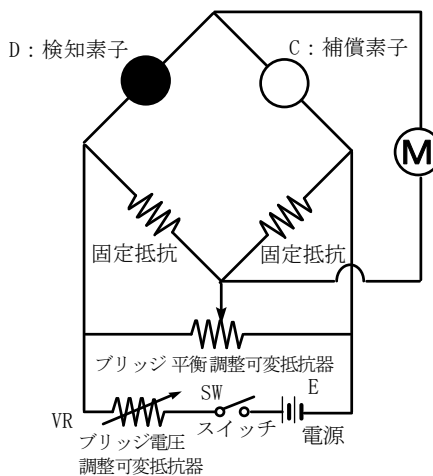 D：検知素子
C：補償素子
M
固定抵抗
固定抵抗
ブリッジ 平衡 調整可変抵抗器
SW
E
VR
スイッチ
電源
ブリッジ電圧
調整可変抵抗器